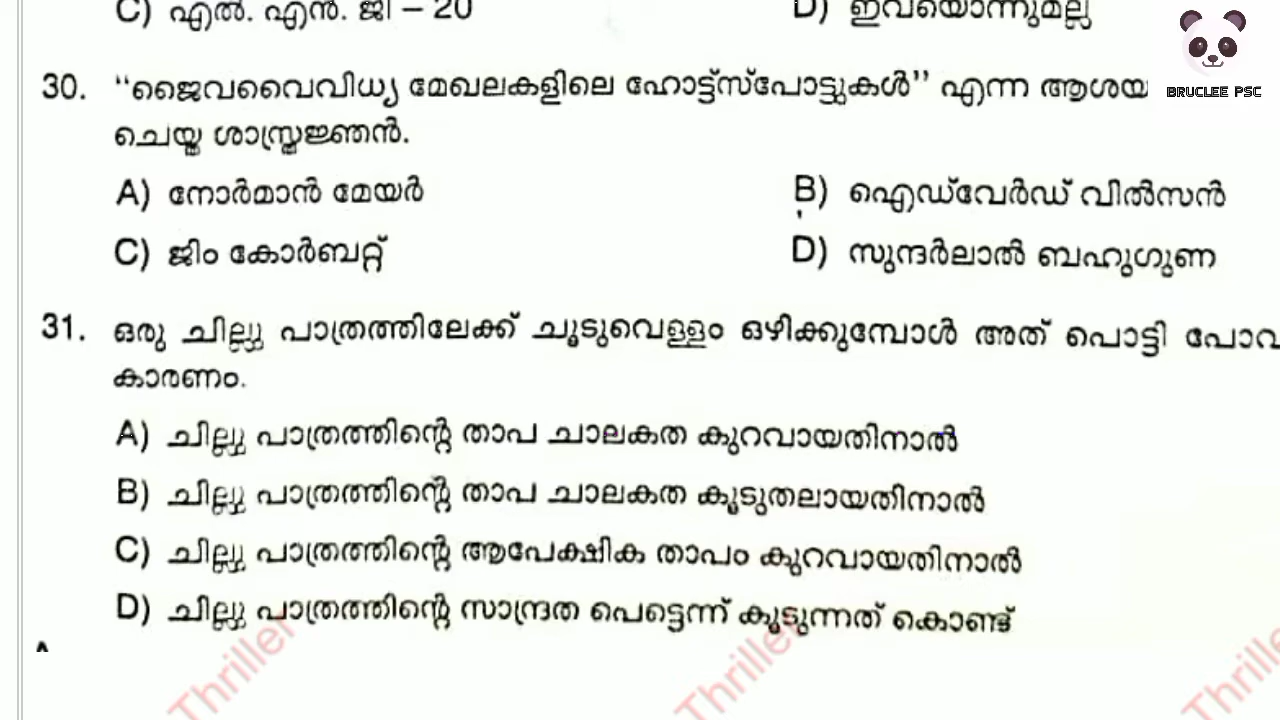 C) എൽ. എൻ. ജി – 20 D) ഇവയൊന്നുമല്ല
BRUCLEE PSC
30. “ജൈവവൈവിധ്യ മേഖലകളിലെ ഹോട്ട്സ്പോട്ടുകൾ” എന്ന ആശയ
ചെയ്ത ശാസ്ത്രജ്ഞൻ.
A) നോർമാൻ മേയർ B) ഐഡ്‌വേർഡ് വിൽസൻ
C) ജിം കോർബറ്റ് D) സുന്ദർലാൽ ബഹുഗുണ
31. ഒരു ചില്ലു പാത്രത്തിലേക്ക് ചൂടുവെള്ളം ഒഴിക്കുമ്പോൾ അത് പൊട്ടി
കാരണം.
A) ചില്ലു പാത്രത്തിന്റെ താപ ചാലകത കുറവായതിനാൽ
B) ചില്ലു പാത്രത്തിന്റെ താപ ചാലകത കൂടുതലായതിനാൽ
C) ചില്ലു പാത്രത്തിന്റെ ആപേക്ഷിക താപം കുറവായതിനാൽ
D) ചില്ലു പാത്രത്തിന്റെ സാന്ദ്രത പെട്ടെന്ന് കൂടുന്നത് കൊണ്ട്
Thriller Thriller Thriller